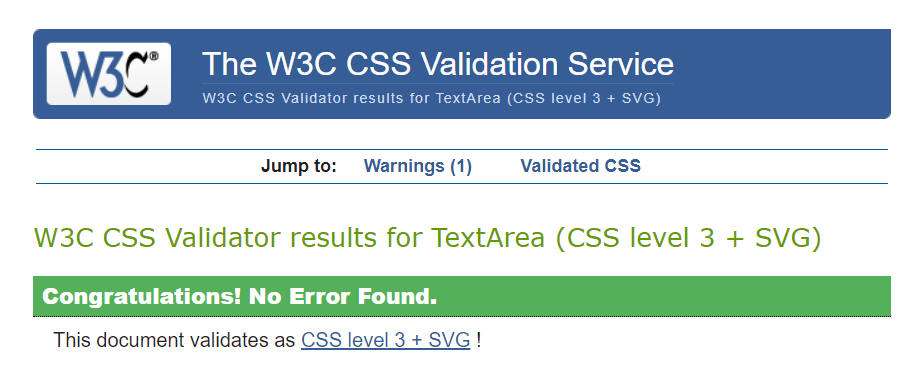 W3C®
The W3C CSS Validation Service
W3C CSS Validator results for TextArea (CSS level 3 + SVG)
Jump to: Warnings (1) Validated CSS
W3C CSS Validator results for TextArea (CSS level 3 + SVG)
Congratulations! No Error Found.
This document validates as CSS level 3 + SVG !